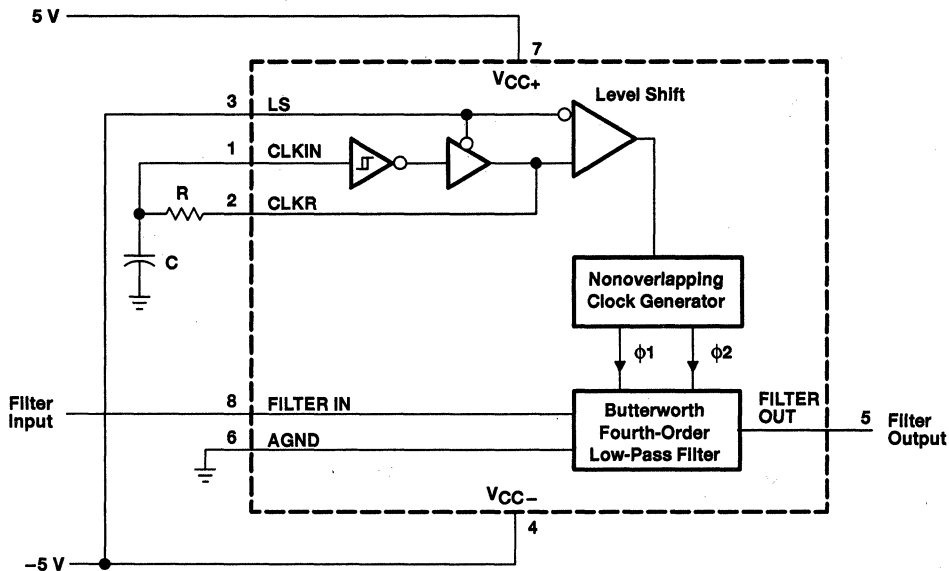 5 V
7
VCC+
3 LS
Level Shift
1 CLKIN
R
2 CLKR
C
Nonoverlapping
Clock Generator
ϕ1 ϕ2
Filter
Input
8 FILTER IN
6 AGND
Butterworth
Fourth-Order
Low-Pass Filter
FILTER
OUT
5
Filter
Output
VCC−
4
−5 V